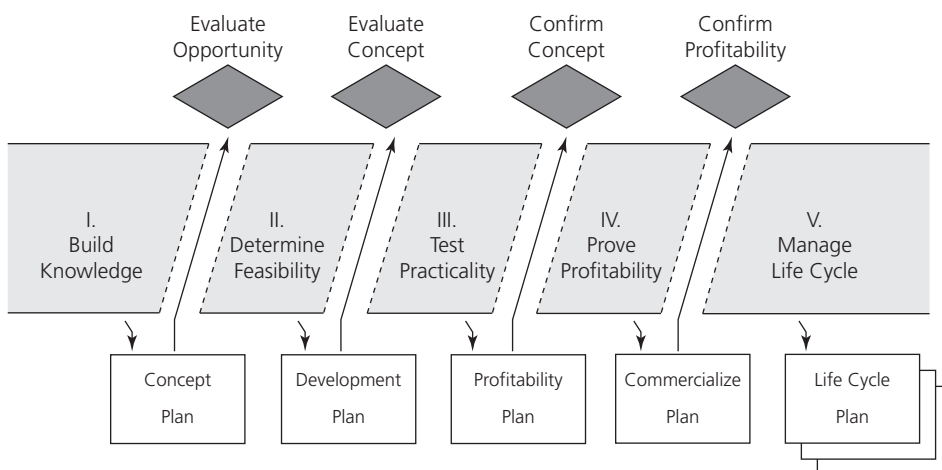 Evaluate
Opportunity
Evaluate
Concept
Confirm
Concept
Confirm
Profitability
I.
Build
Knowledge
II.
Determine
Feasibility
III.
Test
Practicality
IV.
Prove
Profitability
V.
Manage
Life Cycle
Concept
Plan
Development
Plan
Profitability
Plan
Commercialize
Plan
Life Cycle
Plan